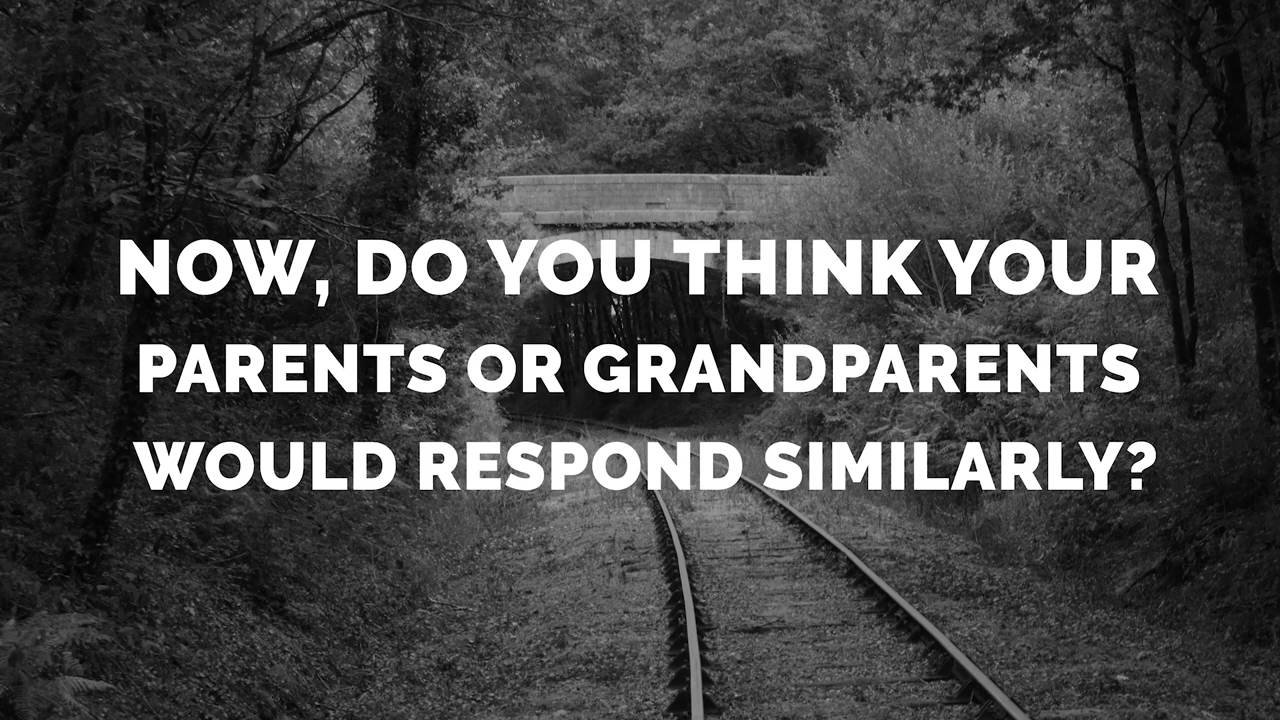 NOW, DO YOU THINK YOUR
PARENTS OR GRANDPARENTS
WOULD RESPOND SIMILARLY?